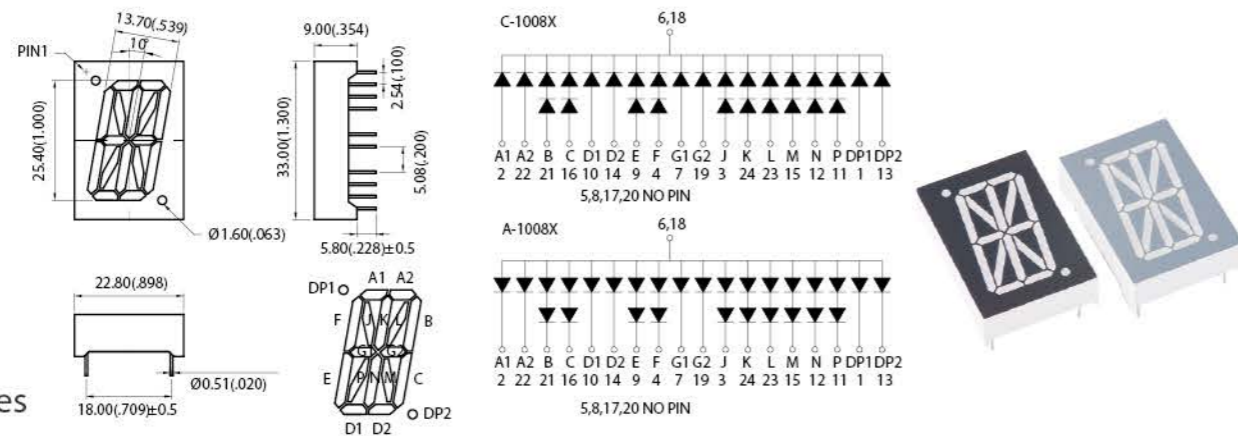 13.70(.539)
10°
PIN1
25.40(1.000)
Ø1.60(.063)
9.00(.354)
33.00(1.300)
2.54(.100)
5.08(.200)
5.80(.228)±0.5
22.80(.898)
18.00(.709)±0.5
Ø0.51(.020)
es
A1 A2
DP1
F J K L B
G G
E P N M C
DP2
D1 D2
C-1008X
6,18
A1 A2 B C D1 D2 E F G1 G2 J K L M N P DP1 DP2
2 22 21 16 10 14 9 4 7 19 3 24 23 15 12 11 1 13
5,8,17,20 NO PIN
A-1008X
6,18
A1 A2 B C D1 D2 E F G1 G2 J K L M N P DP1 DP2
2 22 21 16 10 14 9 4 7 19 3 24 23 15 12 11 1 13
5,8,17,20 NO PIN